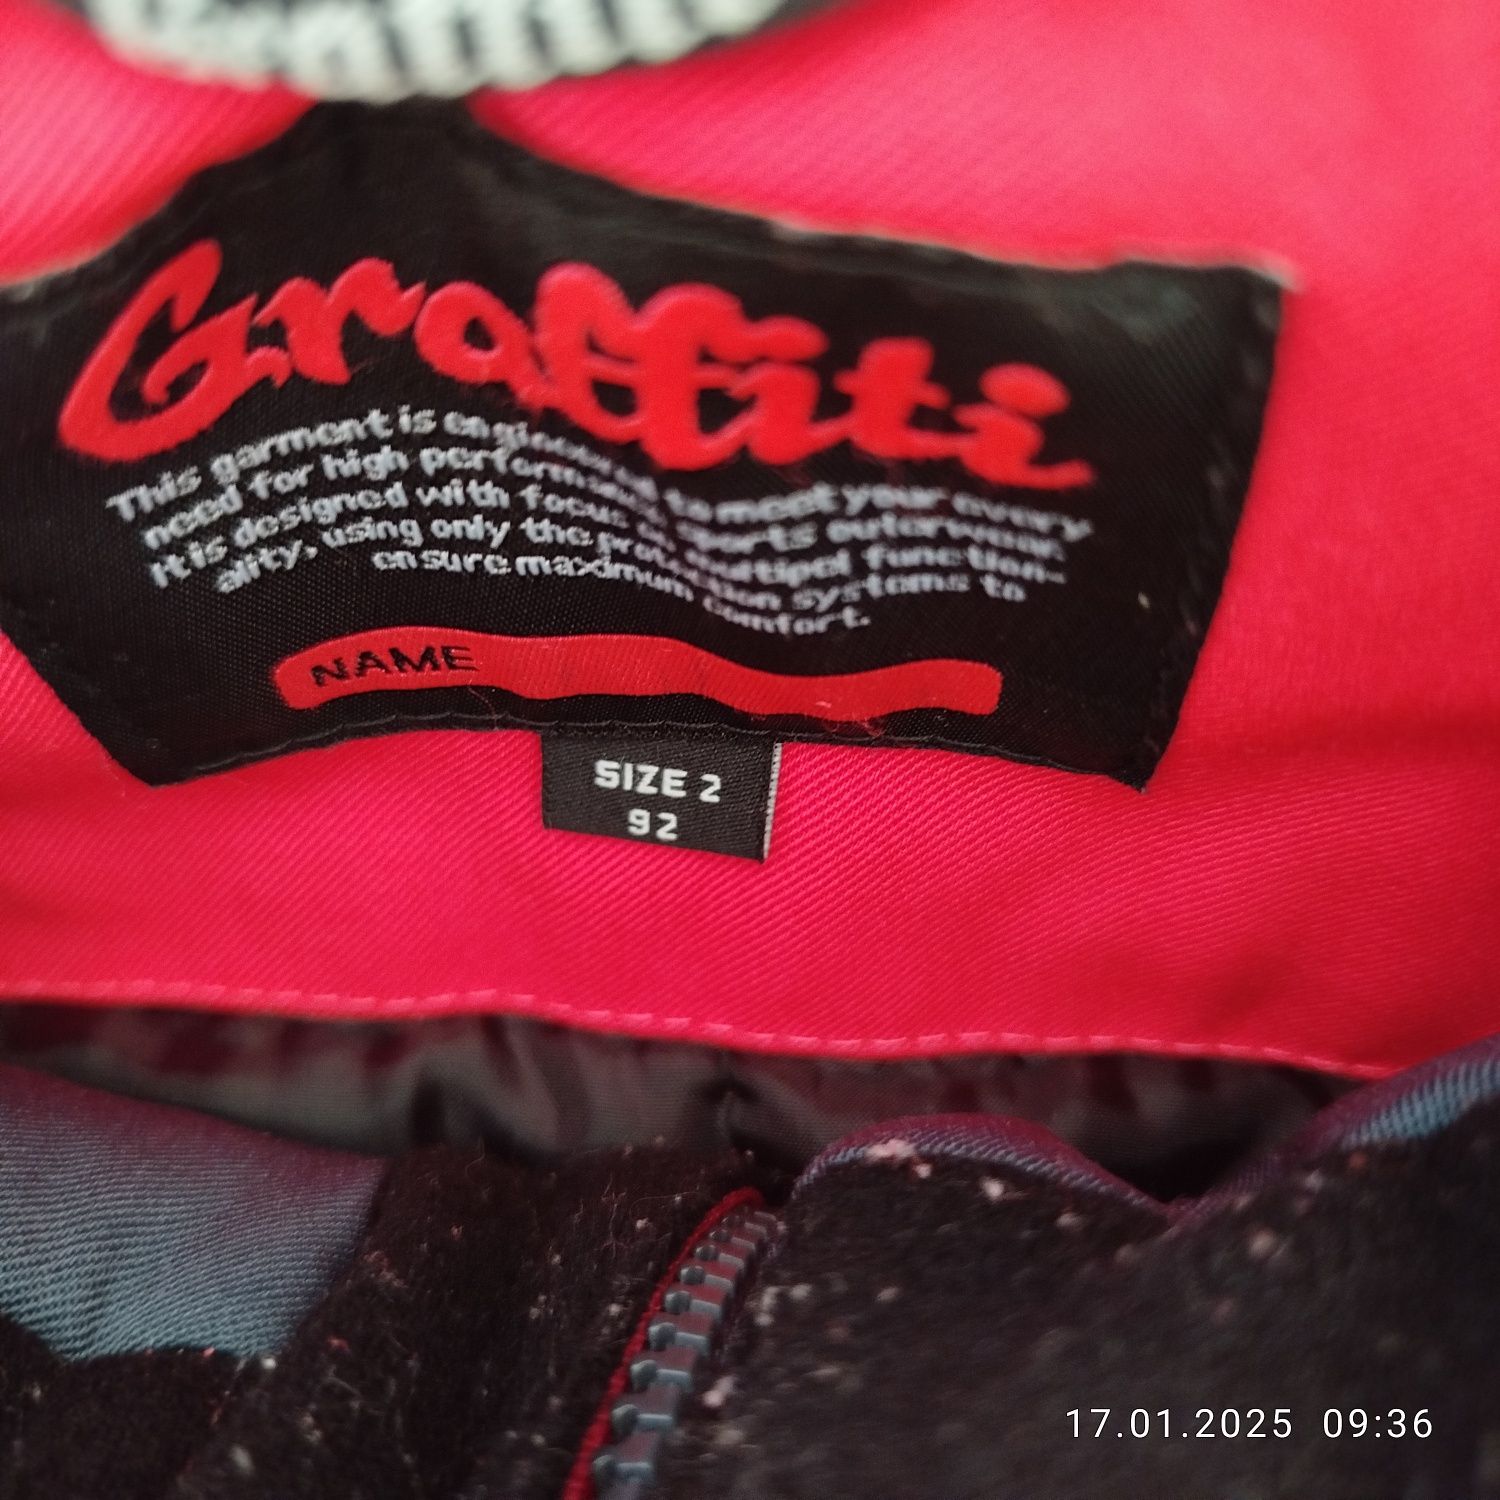 Graffiti
This garment is engineered to meet your every
need for high performance sports outerwear.
It is designed with focus on outtipol function-
ality, using only the protection systems to
ensure maximum comfort.
NAME
SIZE 2
92
17.01.2025 09:36